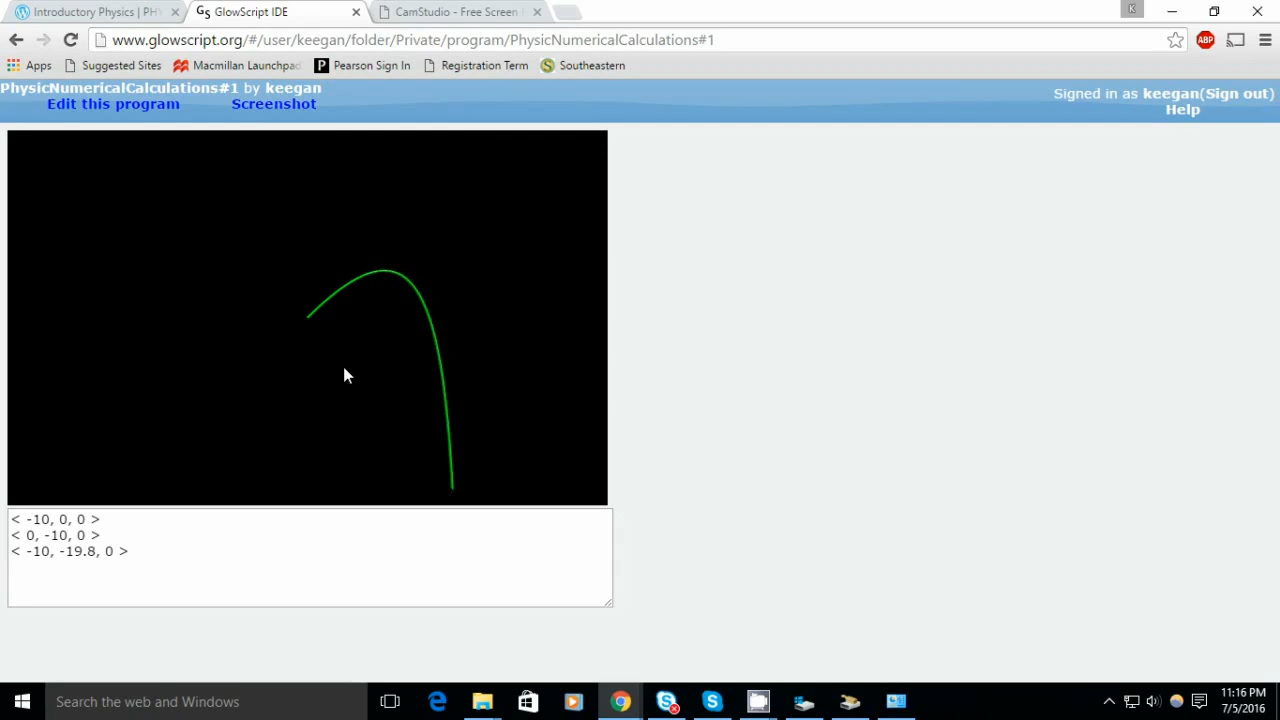 Introductory Physics | PH
GlowScript IDE
CamStudio - Free Screen
K
www.glowscript.org/#/user/keegan/folder/Private/program/PhysicNumericalCalculations#1
ABP
Apps
Suggested Sites
Macmillan Launchpad
Pearson Sign In
Registration Term
Southeastern
PhysicNumericalCalculations#1 by keegan
Signed in as keegan(Sign out)
Edit this program
Screenshot
Help
< -10, 0, 0 >
< 0, -10, 0 >
< -10, -19.8, 0 >
Search the web and Windows
11:16 PM
7/5/2016